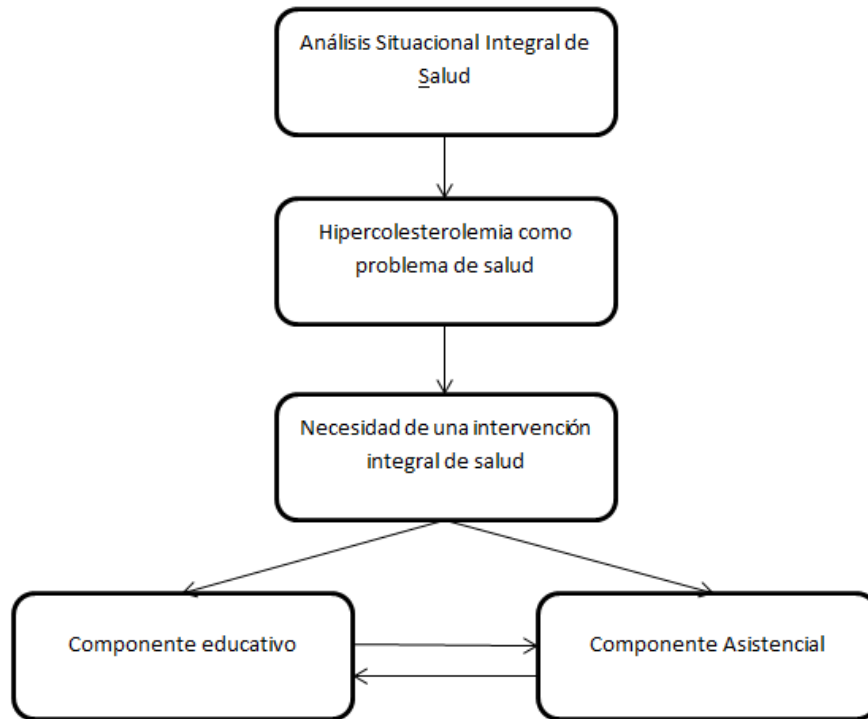 Análisis Situacional Integral de
Salud
Hipercolesterolemia como
problema de salud
Necesidad de una intervención
integral de salud
Componente educativo
Componente Asistencial